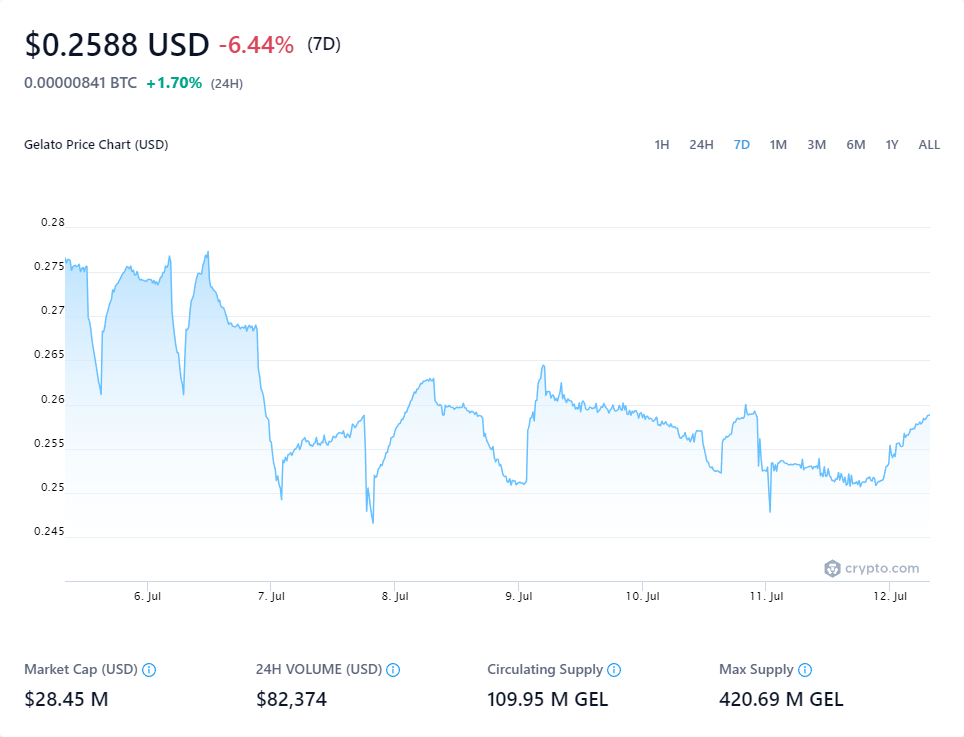 $0.2588 USD -6.44% (7D)
0.00000841 BTC +1.70% (24H)
Gelato Price Chart (USD) 1H 24H 7D 1M 3M 6M 1Y ALL
0.28
0.275
0.27
0.265
0.26
0.255
0.25
0.245
crypto.com
6. Jul 7. Jul 8. Jul 9. Jul 10. Jul 11. Jul 12. Jul
Market Cap (USD) 24H VOLUME (USD) Circulating Supply Max Supply
$28.45 M $82,374 109.95 M GEL 420.69 M GEL